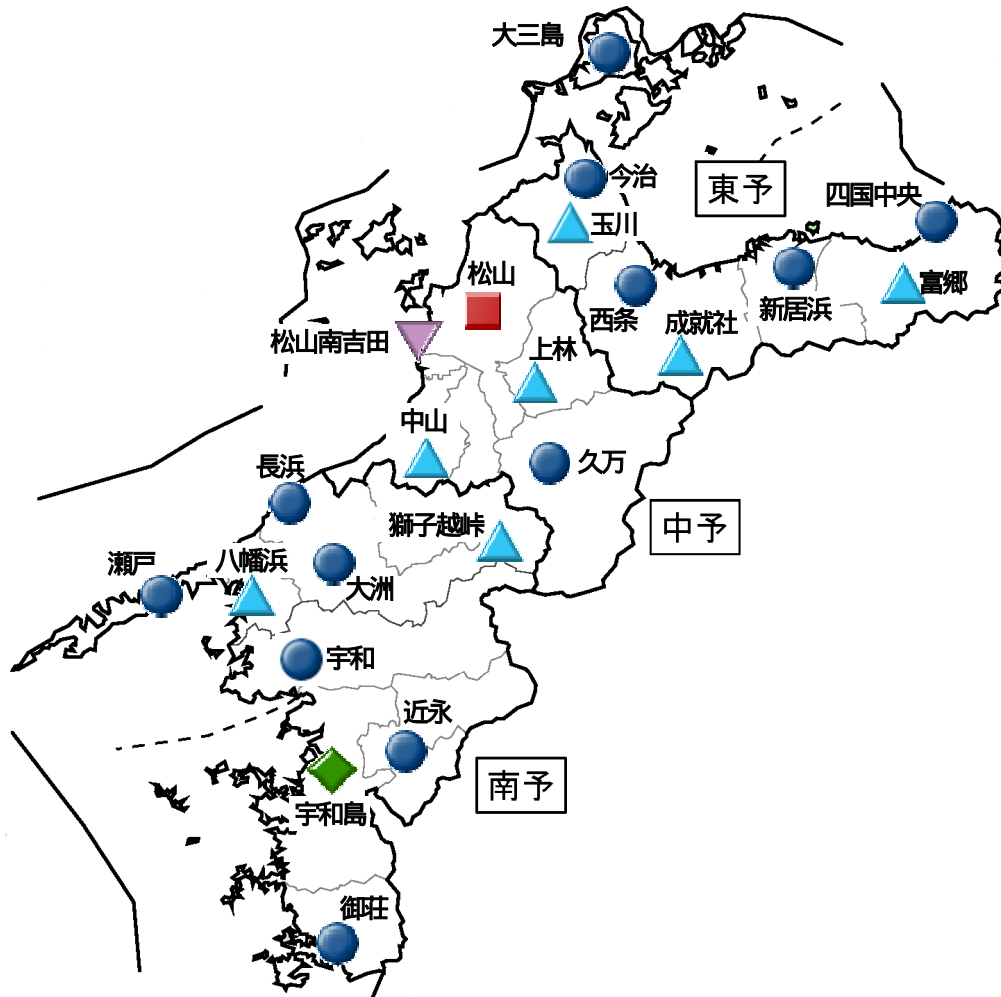 大三島
今治
東予
四国中央
玉川
松山
富郷
新居浜
西条
成就社
松山南吉田
上林
中山
久万
長浜
獅子越峠
中予
瀬戸
八幡浜
大洲
宇和
近永
南予
宇和島
御荘